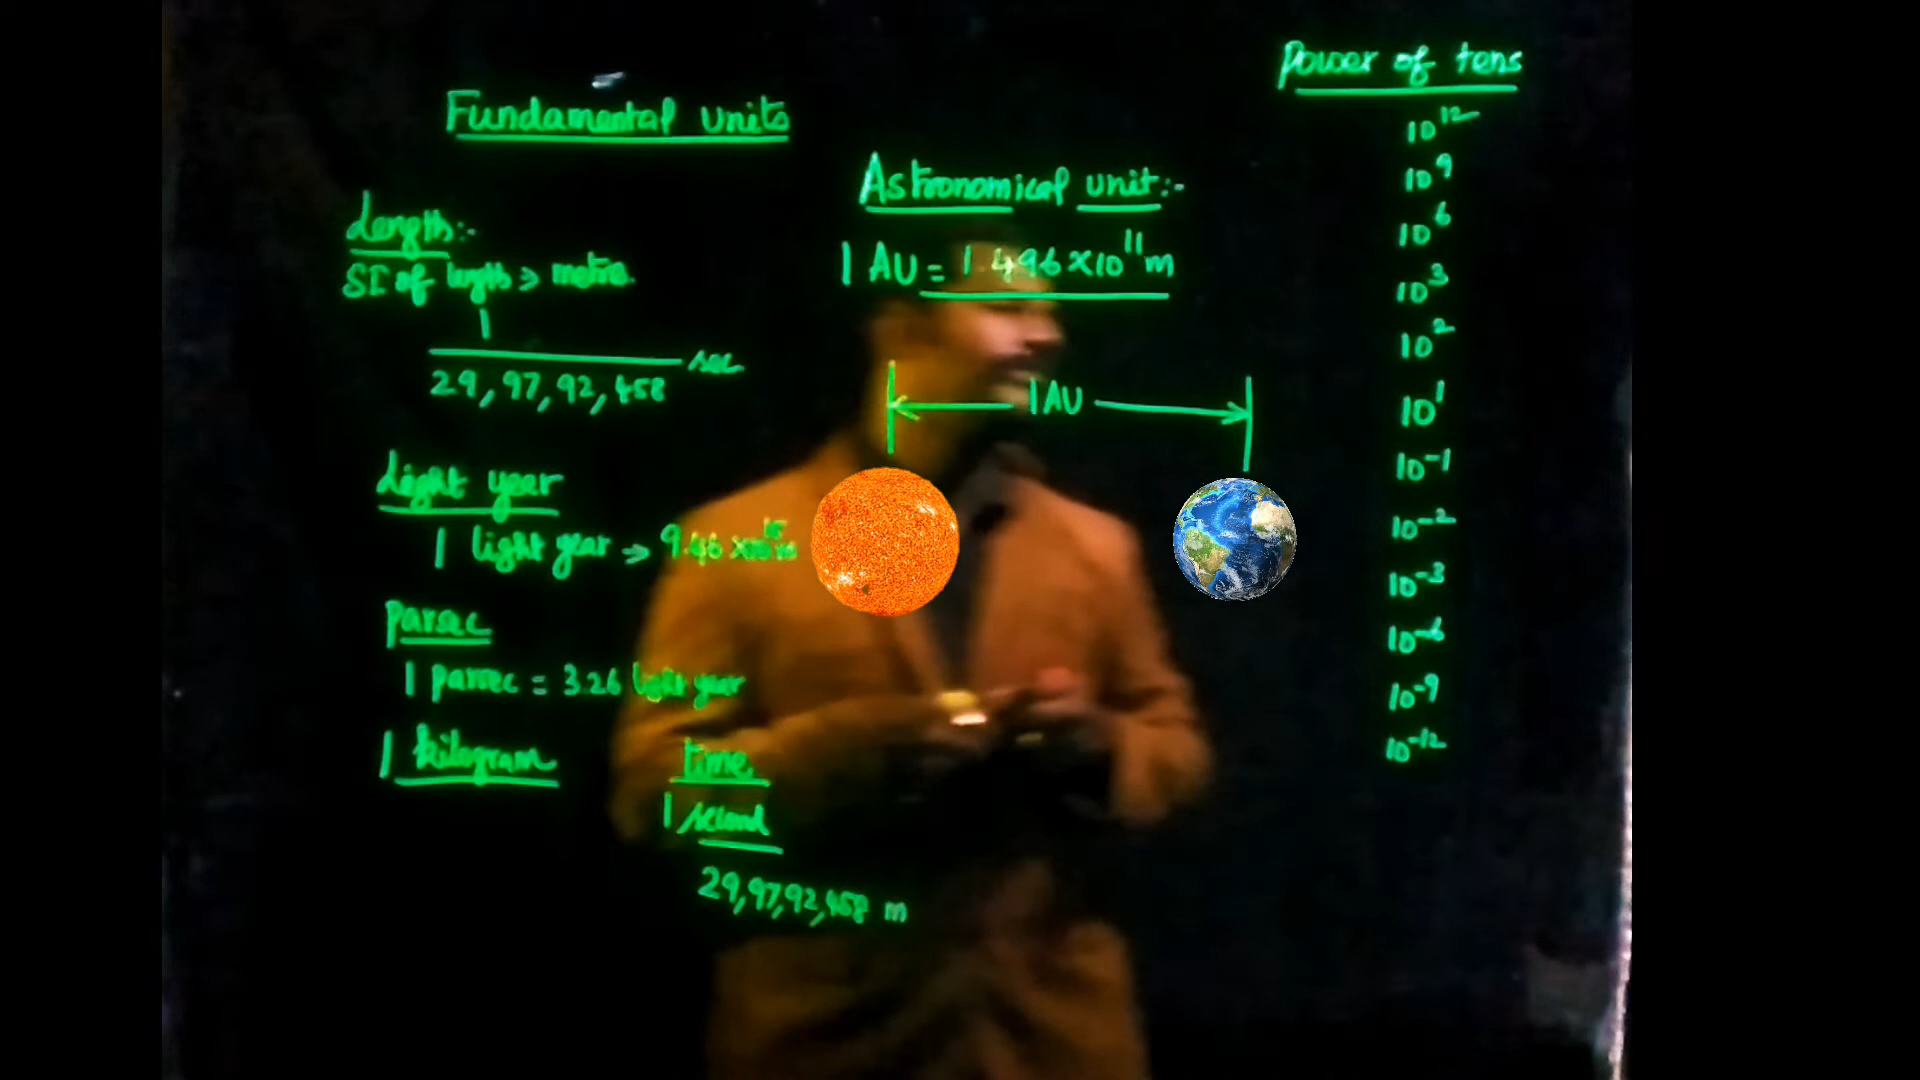 Fundamental units
Length:-
SI of length → metre.
1
29,97,92,458 sec
Light year
1 light year → 9.46 × 10¹⁵ m
Parsec
1 parsec = 3.26 light year
1 kilogram
time
1 second
29,97,92,458 m
Astronomical unit:-
1 AU = 1.496×10¹¹m
1 AU
Power of tens
10¹²
10⁹
10⁶
10³
10²
10¹
10⁻¹
10⁻²
10⁻³
10⁻⁶
10⁻⁹
10⁻¹²